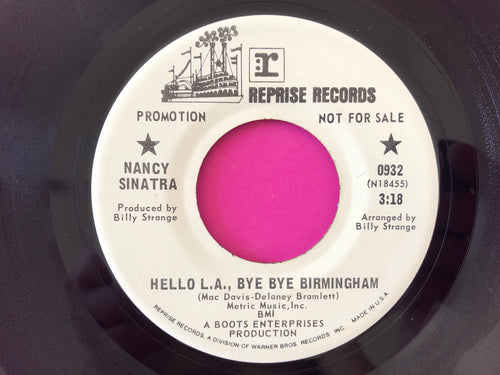 r
REPRISE RECORDS
PROMOTION NOT FOR SALE
NANCY
SINATRA
Produced by
Billy Strange
0932
(N18455)
3:18
Arranged by
Billy Strange
HELLO L.A., BYE BYE BIRMINGHAM
(Mac Davis-Delaney Bramlett)
Metric Music, Inc.
BMI
A BOOTS ENTERPRISES
PRODUCTION
REPRISE RECORDS, A DIVISION OF WARNER BROS. RECORDS INC. MADE IN U.S.A.